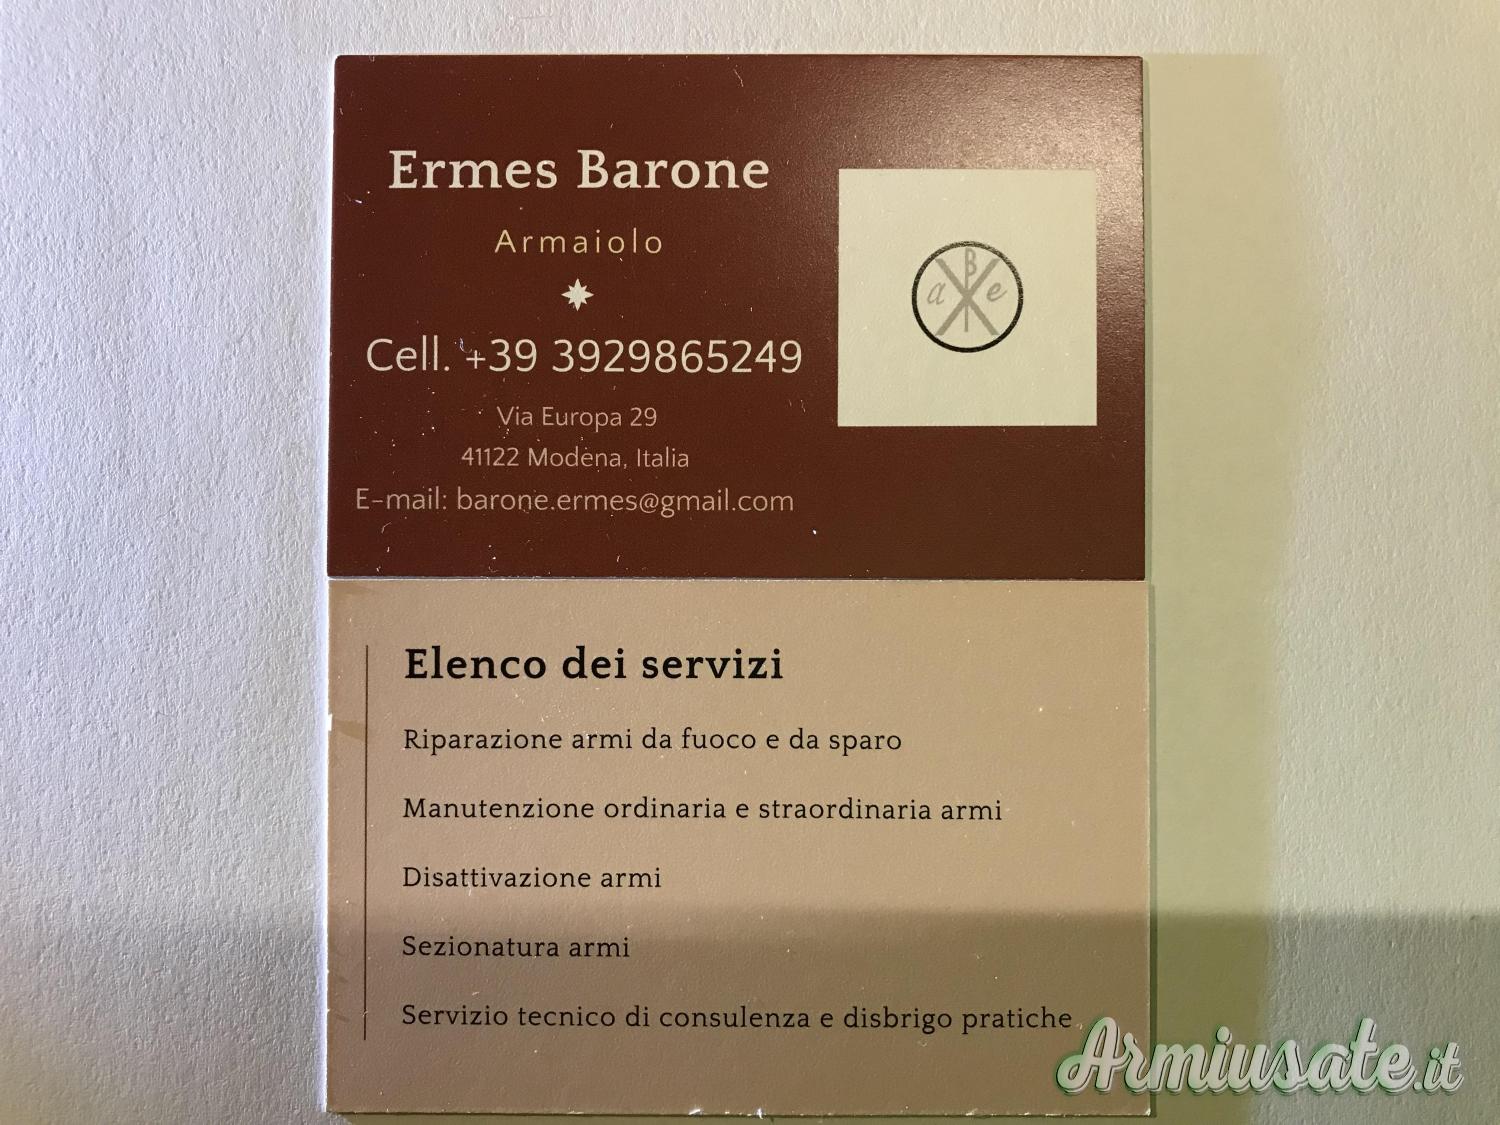 Ermes Barone
Armaiolo
Cell. +39 3929865249
Via Europa 29
41122 Modena, Italia
E-mail: barone.ermes@gmail.com
B
a e
Elenco dei servizi
Riparazione armi da fuoco e da sparo
Manutenzione ordinaria e straordinaria armi
Disattivazione armi
Sezionatura armi
Servizio tecnico di consulenza e disbrigo pratiche
Armiusate.it